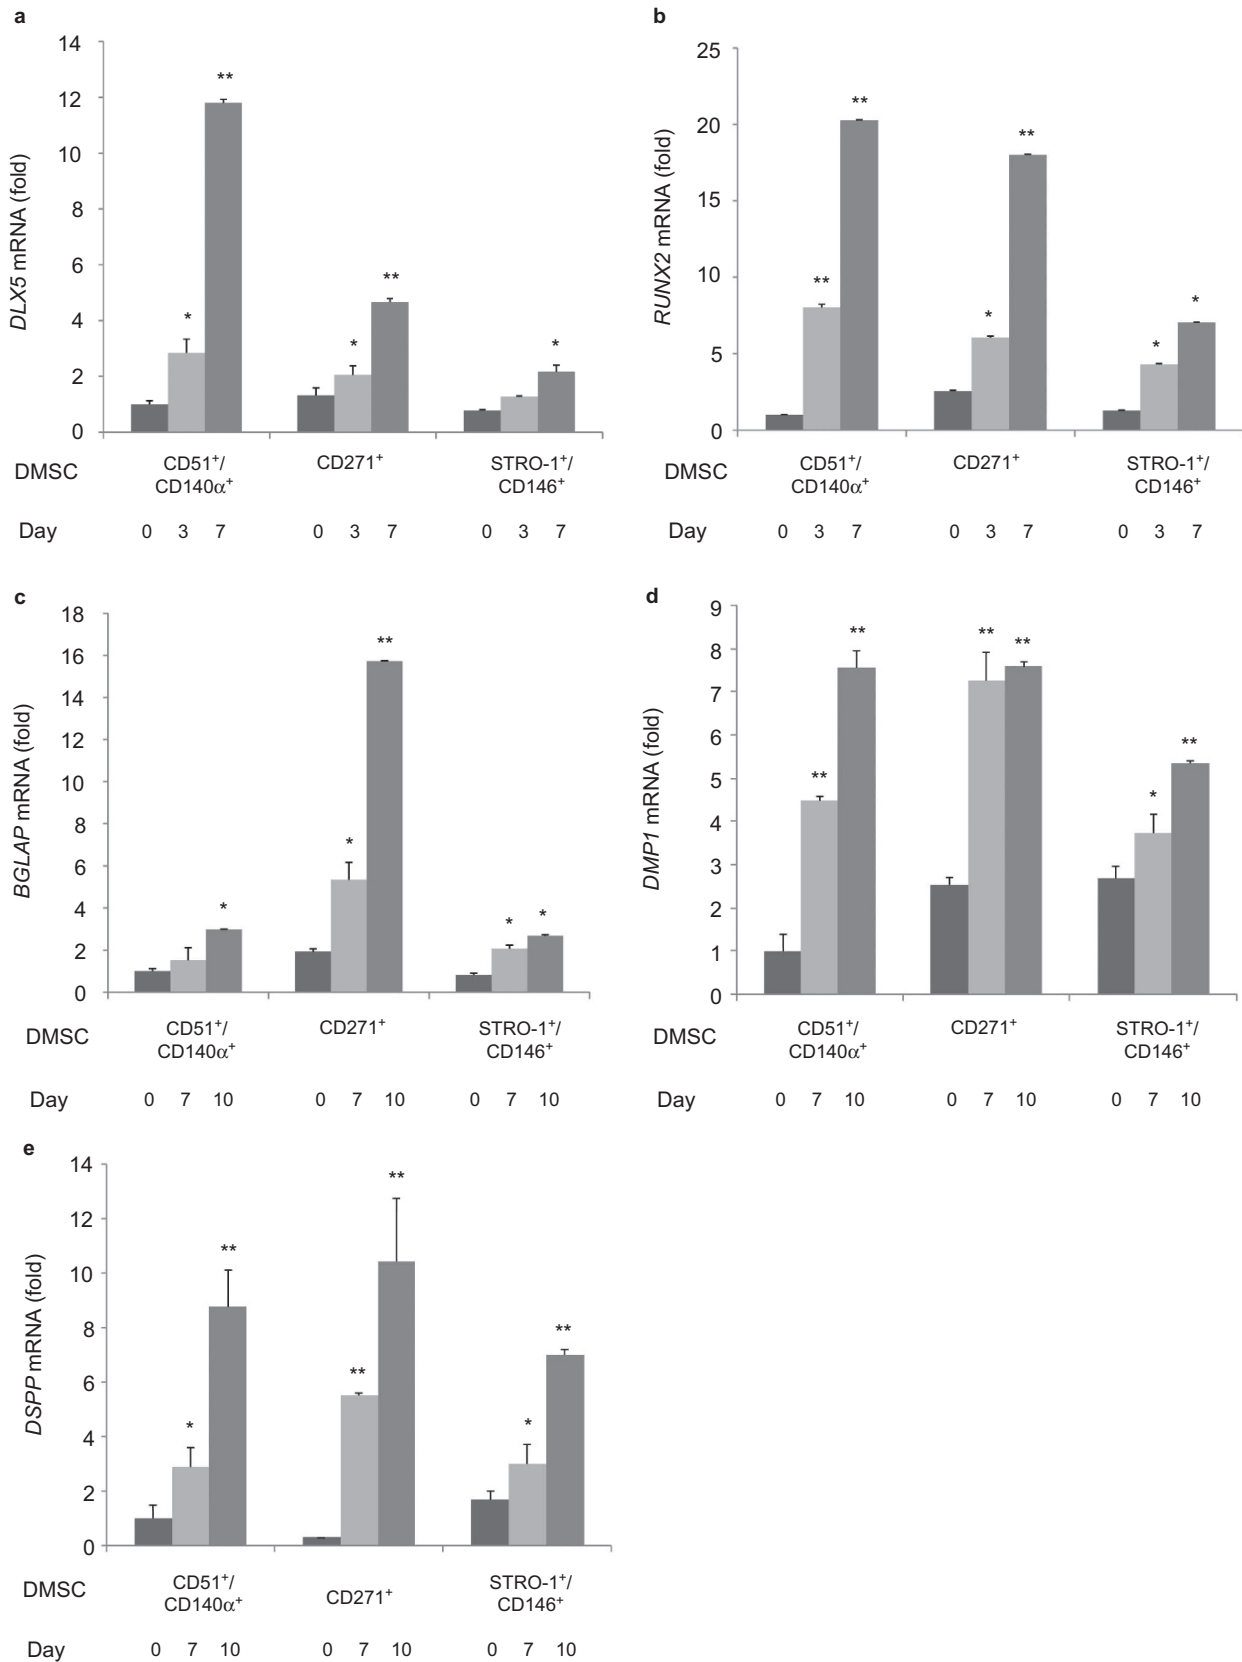 a
14
12
10
8
6
4
2
0
DLX5 mRNA (fold)
* ** * ** *
DMSC CD51⁺/ CD271⁺ STRO-1⁺/
CD140α⁺ CD146⁺
Day 0 3 7 0 3 7 0 3 7
b
25
20
15
10
5
0
RUNX2 mRNA (fold)
** ** * ** * *
DMSC CD51⁺/ CD271⁺ STRO-1⁺/
CD140α⁺ CD146⁺
Day 0 3 7 0 3 7 0 3 7
c
18
16
14
12
10
8
6
4
2
0
BGLAP mRNA (fold)
* * ** * *
DMSC CD51⁺/ CD271⁺ STRO-1⁺/
CD140α⁺ CD146⁺
Day 0 7 10 0 7 10 0 7 10
d
9
8
7
6
5
4
3
2
1
0
DMP1 mRNA (fold)
** ** ** ** * **
DMSC CD51⁺/ CD271⁺ STRO-1⁺/
CD140α⁺ CD146⁺
Day 0 7 10 0 7 10 0 7 10
e
14
12
10
8
6
4
2
0
DSPP mRNA (fold)
* ** ** ** * **
DMSC CD51⁺/ CD271⁺ STRO-1⁺/
CD140α⁺ CD146⁺
Day 0 7 10 0 7 10 0 7 10